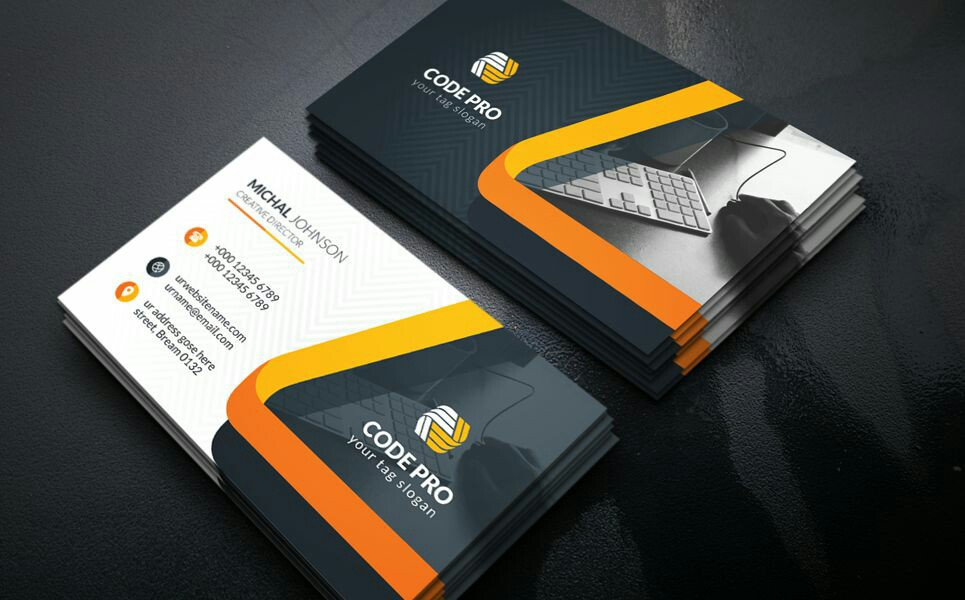 CODE PRO
your tag slogan
MICHAL JOHNSON
CREATIVE DIRECTOR
+000 12345 6789
+000 12345 6789
urwebsitename.com
urname@email.com
ur address gose here
street, Bream 0132
CODE PRO
your tag slogan